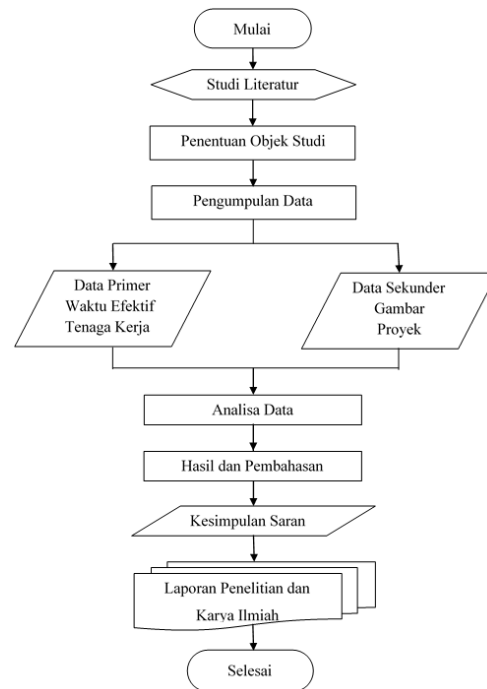 Mulai
Studi Literatur
Penentuan Objek Studi
Pengumpulan Data
Data Primer
Waktu Efektif
Tenaga Kerja
Data Sekunder
Gambar
Proyek
Analisa Data
Hasil dan Pembahasan
Kesimpulan Saran
Laporan Penelitian dan
Karya Ilmiah
Selesai